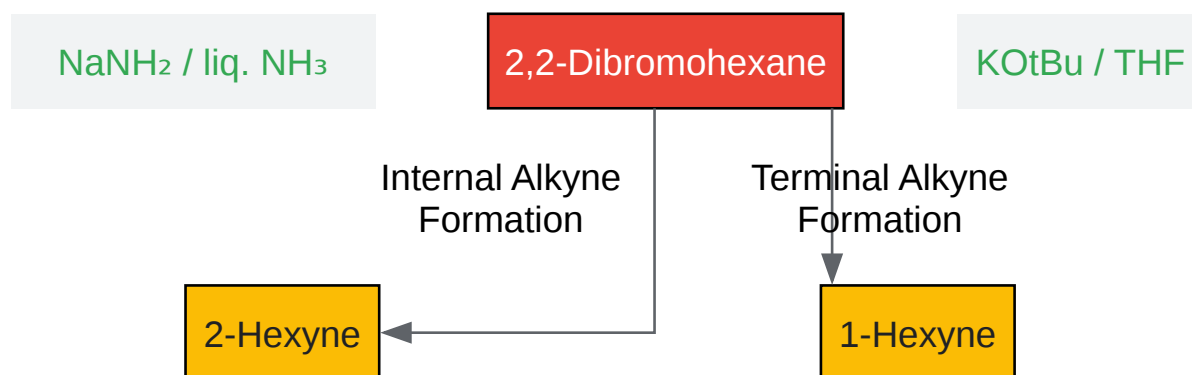 NaNH₂ / liq. NH₃
2,2-Dibromohexane
KOtBu / THF
Internal Alkyne
Formation
Terminal Alkyne
Formation
2-Hexyne
1-Hexyne